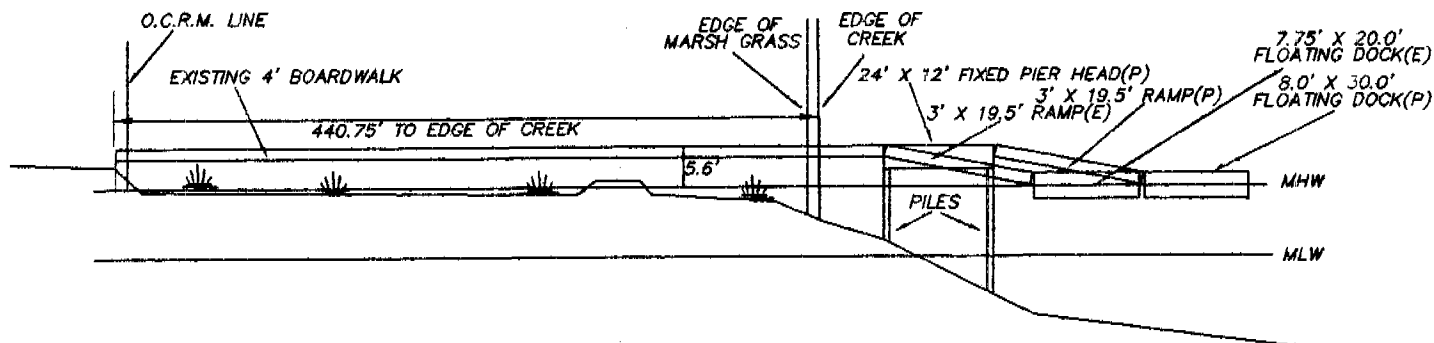 O.C.R.M. LINE
EDGE OF
MARSH GRASS
EDGE OF
CREEK
7.75' X 20.0'
FLOATING DOCK(E)
EXISTING 4' BOARDWALK
24' X 12' FIXED PIER HEAD(P)
8.0' X 30.0'
FLOATING DOCK(P)
3' X 19.5' RAMP(P)
3' X 19.5' RAMP(E)
440.75' TO EDGE OF CREEK
5.6'
MHW
PILES
MLW